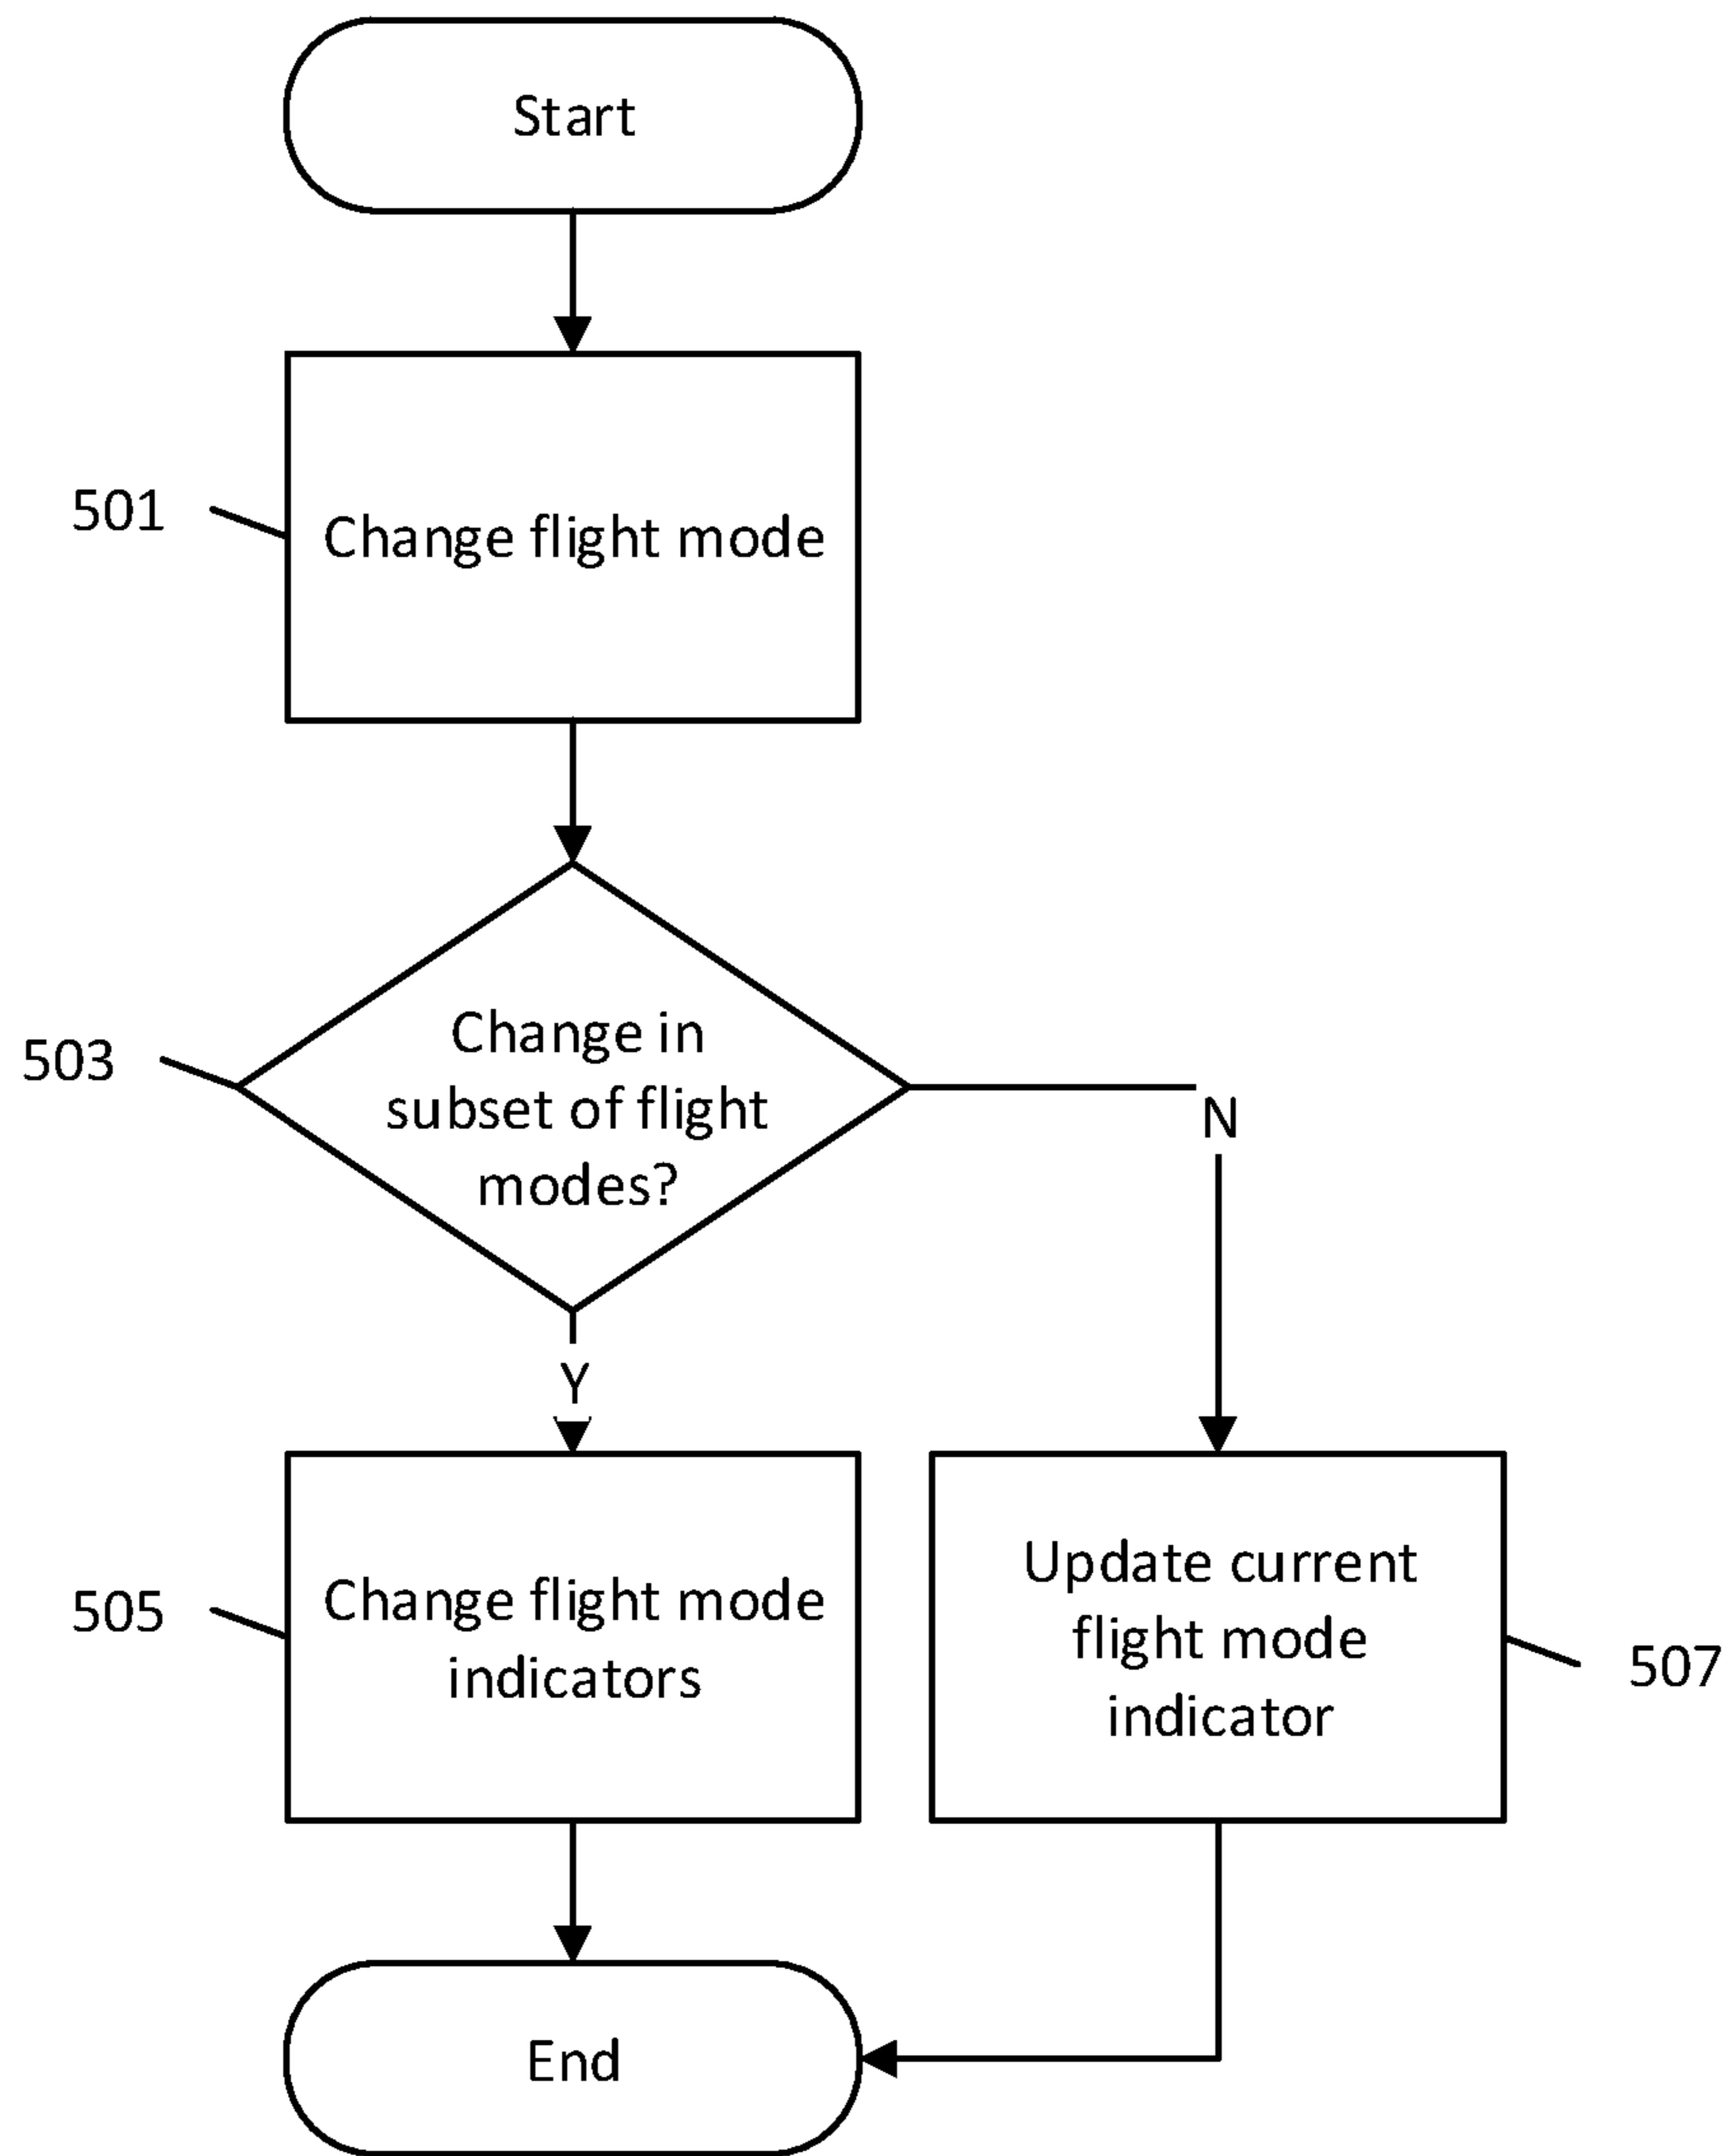 Start
501
Change flight mode
503
Change in
subset of flight
modes?
N
Y
505
Change flight mode
indicators
Update current
flight mode
indicator
507
End